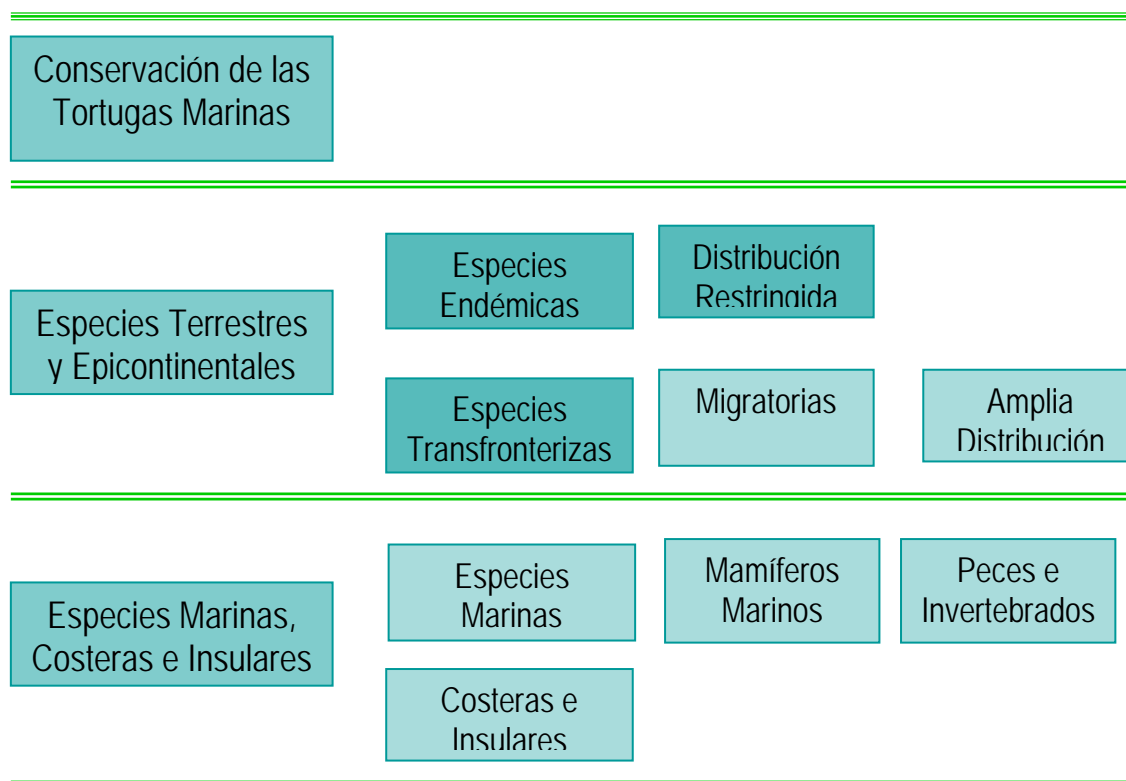 Conservación de las
Tortugas Marinas
Especies
Endémicas
Distribución
Restringida
Especies Terrestres
y Epicontinentales
Especies
Transfronterizas
Migratorias
Amplia
Distribución
Especies Marinas,
Costeras e Insulares
Especies
Marinas
Mamíferos
Marinos
Peces e
Invertebrados
Costeras e
Insulares